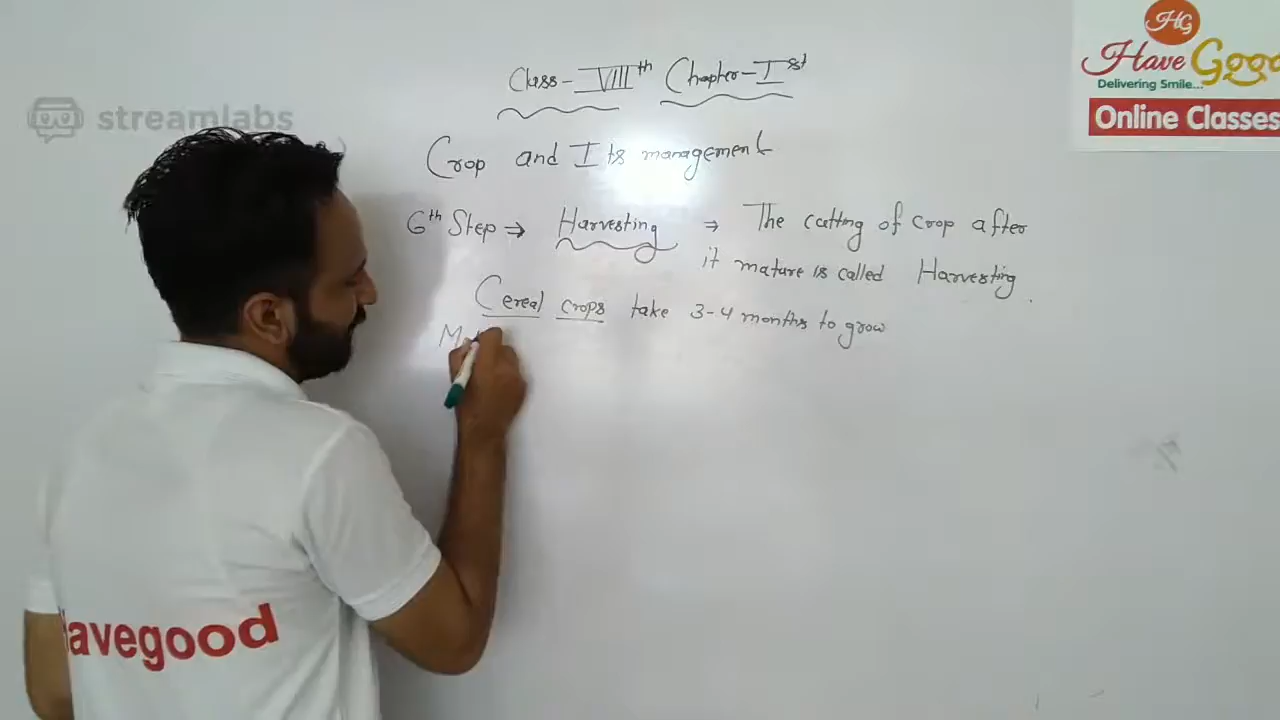 streamlabs
HG
Have Good
Delivering Smile...
Online Classes
Class-VIIIth Chapter-Ist
Crop and Its management
6th Step → Harvesting ⇒ The cutting of crop after
it mature is called Harvesting.
Cereal crops take 3-4 months to grow
avegood